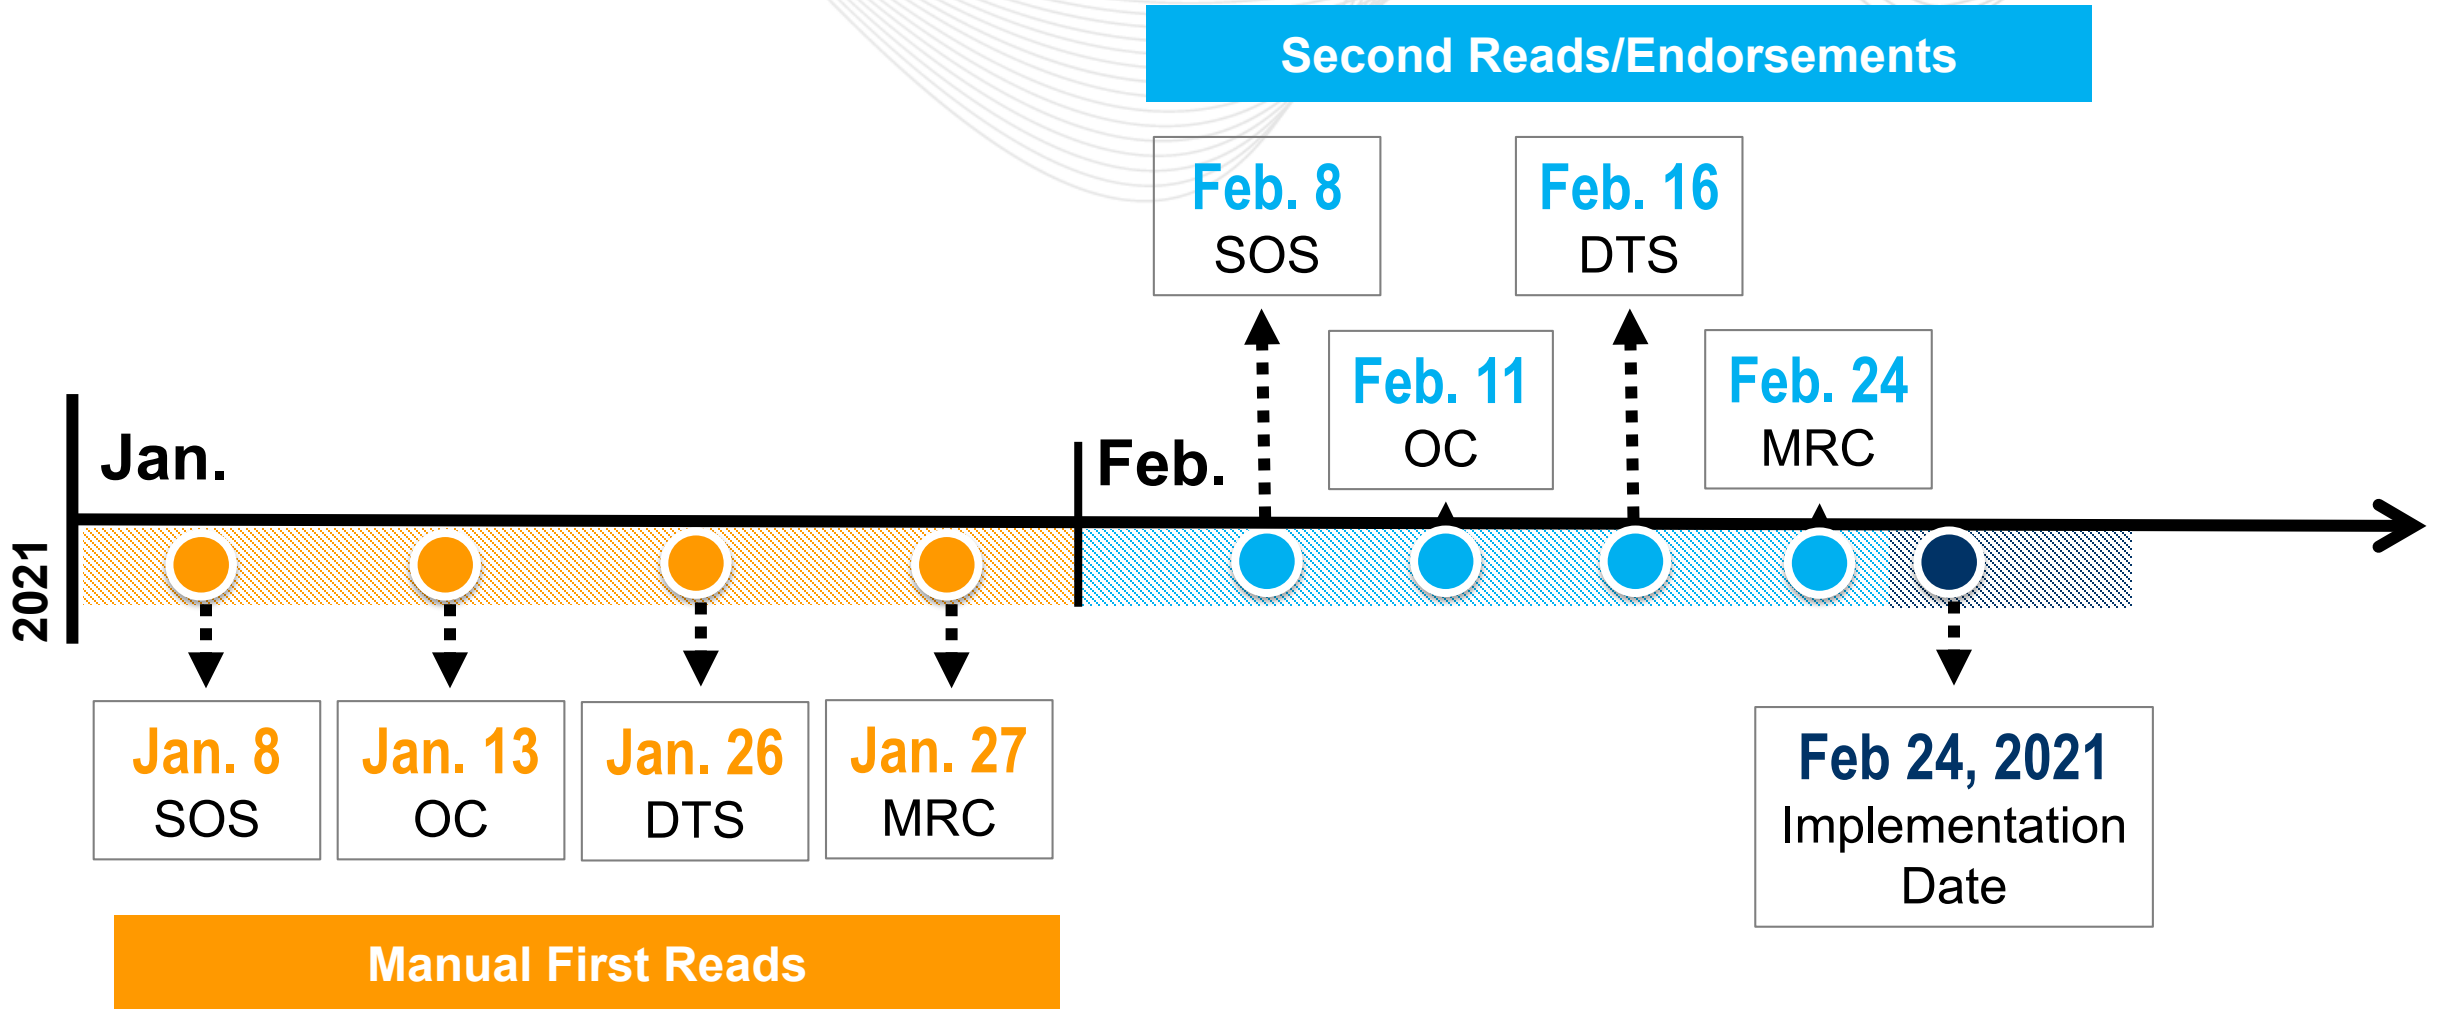 Second Reads/Endorsements
Feb. 8
SOS
Feb. 16
DTS
Feb. 11
OC
Feb. 24
MRC
Jan.
Feb.
2021
Jan. 8
SOS
Jan. 13
OC
Jan. 26
DTS
Jan. 27
MRC
Feb 24, 2021
Implementation
Date
Manual First Reads